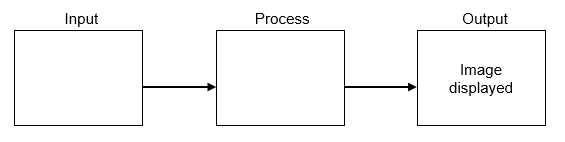 Input
Process
Output
Image
displayed